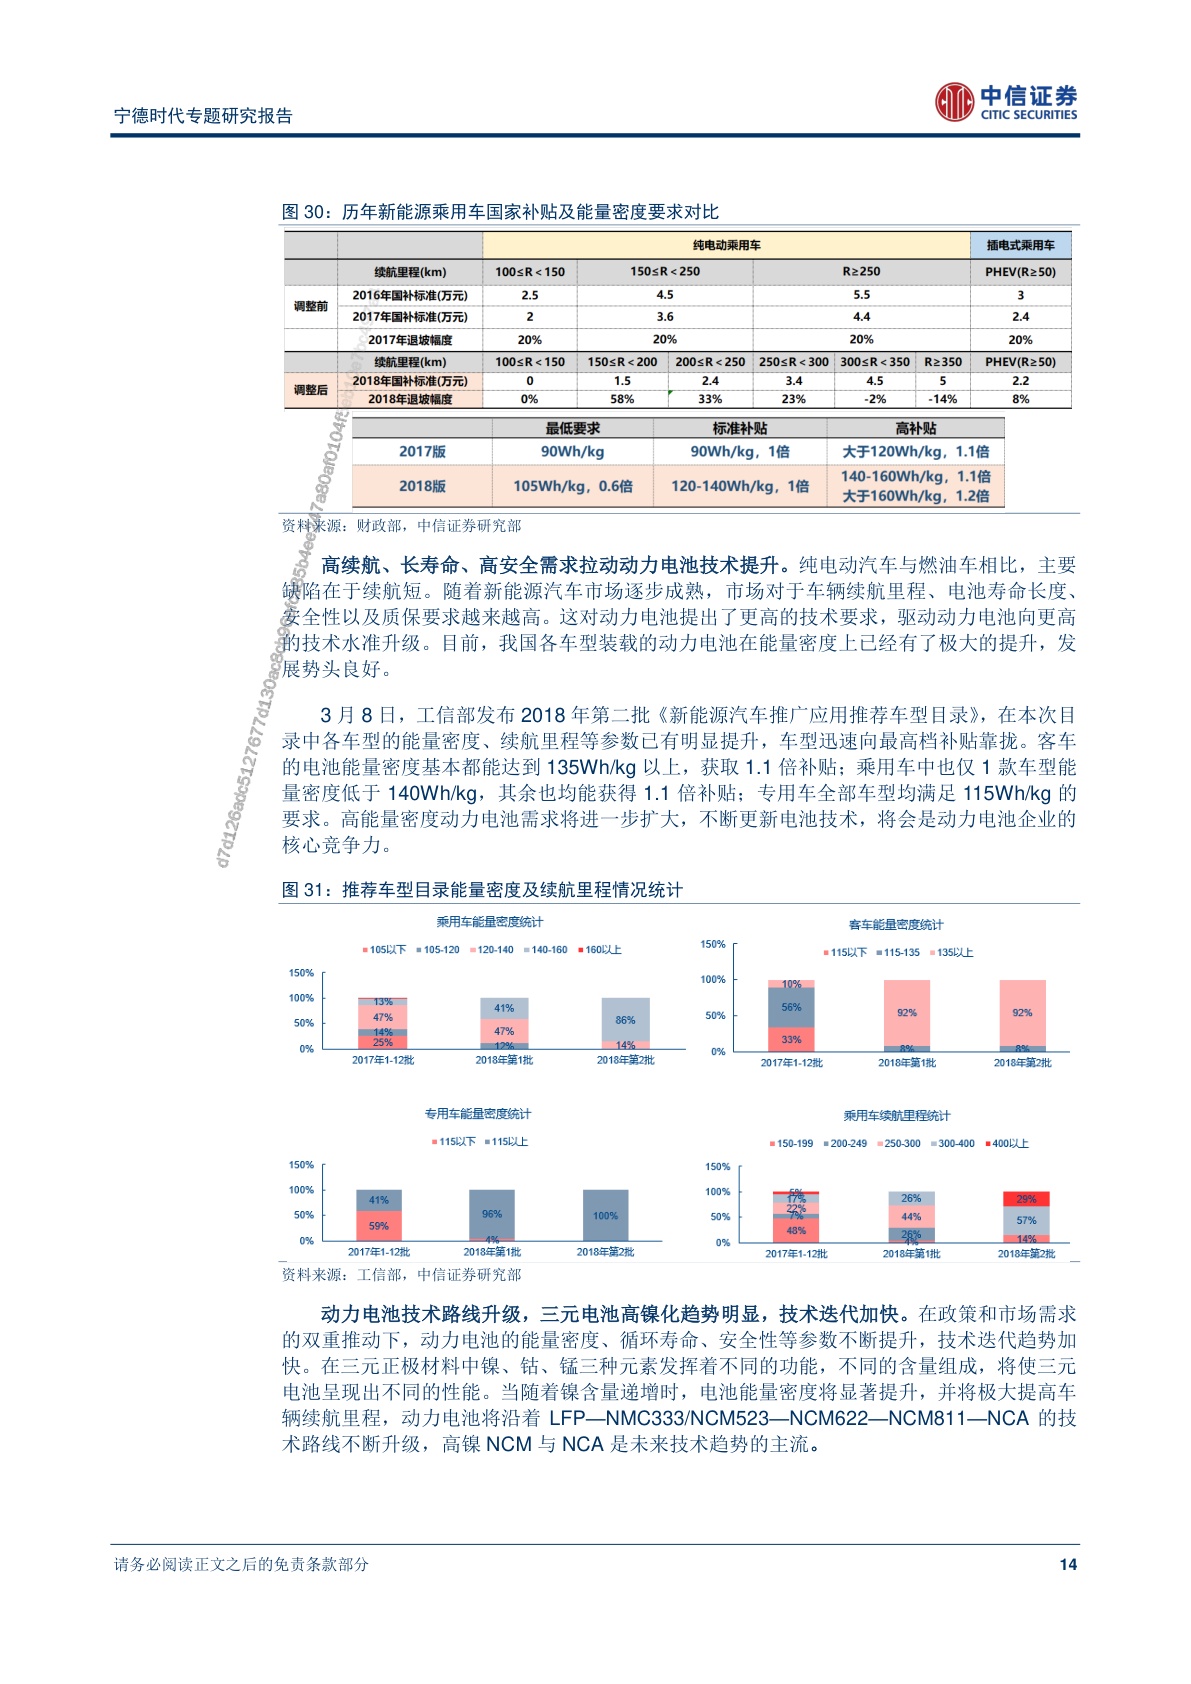 宁德时代专题研究报告
中信证券
CITIC SECURITIES
图 30：历年新能源乘用车国家补贴及能量密度要求对比
纯电动乘用车 插电式乘用车
续航里程(km) 100≤R＜150 150≤R＜250 R≥250 PHEV(R≥50)
调整前
2016年国补标准(万元) 2.5 4.5 5.5 3
2017年国补标准(万元) 2 3.6 4.4 2.4
2017年退坡幅度 20% 20% 20% 20%
续航里程(km) 100≤R＜150 150≤R＜200 200≤R＜250 250≤R＜300 300≤R＜350 R≥350 PHEV(R≥50)
调整后
2018年国补标准(万元) 0 1.5 2.4 3.4 4.5 5 2.2
2018年退坡幅度 0% 58% 33% 23% -2% -14% 8%
最低要求 标准补贴 高补贴
2017版 90Wh/kg 90Wh/kg，1倍 大于120Wh/kg，1.1倍
2018版 105Wh/kg，0.6倍 120-140Wh/kg，1倍 140-160Wh/kg，1.1倍
大于160Wh/kg，1.2倍
资料来源：财政部，中信证券研究部
高续航、长寿命、高安全需求拉动动力电池技术提升。纯电动汽车与燃油车相比，主要
缺陷在于续航短。随着新能源汽车市场逐步成熟，市场对于车辆续航里程、电池寿命长度、
安全性以及质保要求越来越高。这对动力电池提出了更高的技术要求，驱动动力电池向更高
的技术水准升级。目前，我国各车型装载的动力电池在能量密度上已经有了极大的提升，发
展势头良好。
3 月 8 日，工信部发布 2018 年第二批《新能源汽车推广应用推荐车型目录》，在本次目
录中各车型的能量密度、续航里程等参数已有明显提升，车型迅速向最高档补贴靠拢。客车
的电池能量密度基本都能达到 135Wh/kg 以上，获取 1.1 倍补贴；乘用车中也仅 1 款车型能
量密度低于 140Wh/kg，其余也均能获得 1.1 倍补贴；专用车全部车型均满足 115Wh/kg 的
要求。高能量密度动力电池需求将进一步扩大，不断更新电池技术，将会是动力电池企业的
核心竞争力。
图 31：推荐车型目录能量密度及续航里程情况统计
乘用车能量密度统计
105以下 105-120 120-140 140-160 160以上
150%
100%
50%
0%
13%
47%
14%
25%
41%
47%
12%
86%
14%
2017年1-12批 2018年第1批 2018年第2批
客车能量密度统计
115以下 115-135 135以上
150%
100%
50%
0%
10%
56%
33%
92%
8%
92%
8%
2017年1-12批 2018年第1批 2018年第2批
专用车能量密度统计
115以下 115以上
150%
100%
50%
0%
41%
59%
96%
4%
100%
2017年1-12批 2018年第1批 2018年第2批
乘用车续航里程统计
150-199 200-249 250-300 300-400 400以上
150%
100%
50%
0%
5%
17%
22%
7%
48%
26%
44%
26%
4%
29%
57%
14%
2017年1-12批 2018年第1批 2018年第2批
资料来源：工信部，中信证券研究部
动力电池技术路线升级，三元电池高镍化趋势明显，技术迭代加快。在政策和市场需求
的双重推动下，动力电池的能量密度、循环寿命、安全性等参数不断提升，技术迭代趋势加
快。在三元正极材料中镍、钴、锰三种元素发挥着不同的功能，不同的含量组成，将使三元
电池呈现出不同的性能。当随着镍含量递增时，电池能量密度将显著提升，并将极大提高车
辆续航里程，动力电池将沿着 LFP—NMC333/NCM523—NCM622—NCM811—NCA 的技
术路线不断升级，高镍 NCM 与 NCA 是未来技术趋势的主流。
请务必阅读正文之后的免责条款部分
14